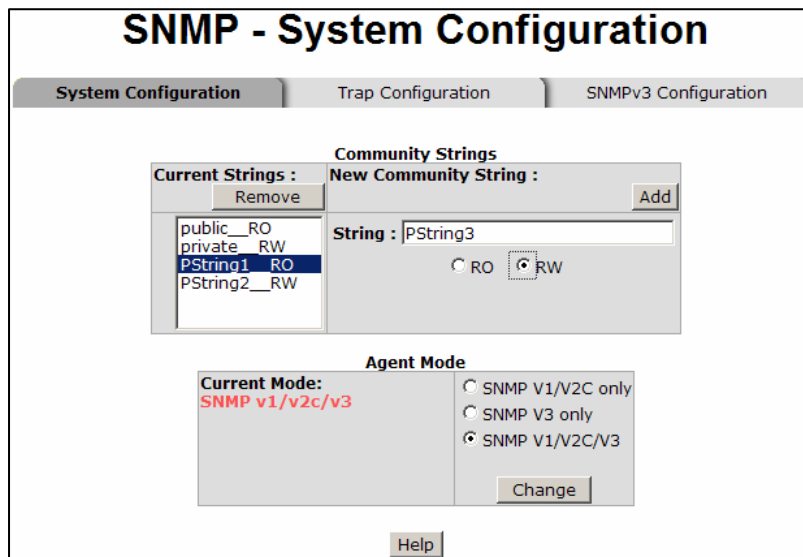 SNMP - System Configuration
System Configuration Trap Configuration SNMPv3 Configuration
Community Strings
Current Strings : New Community String :
Remove Add
public__RO
private__RW
PString1__RO
PString2__RW
String : PString3
RO RW
Agent Mode
Current Mode:
SNMP v1/v2c/v3
SNMP V1/V2C only
SNMP V3 only
SNMP V1/V2C/V3
Change
Help